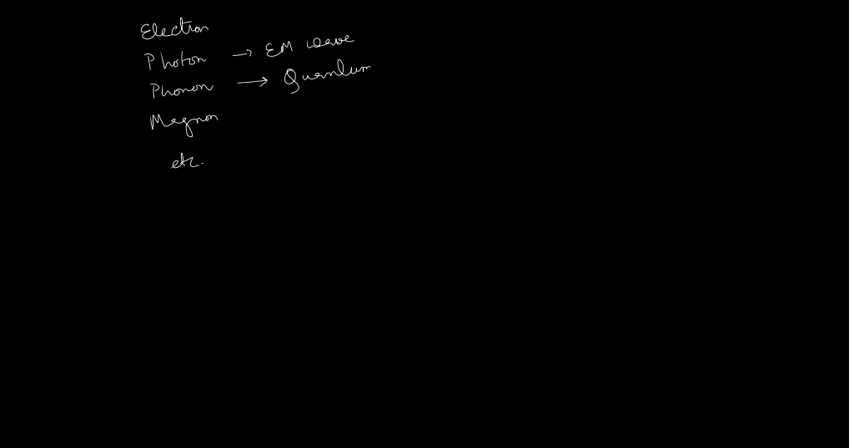 Electron
Photon → EM wave
Phonon → Quantum
Magnon
etc.